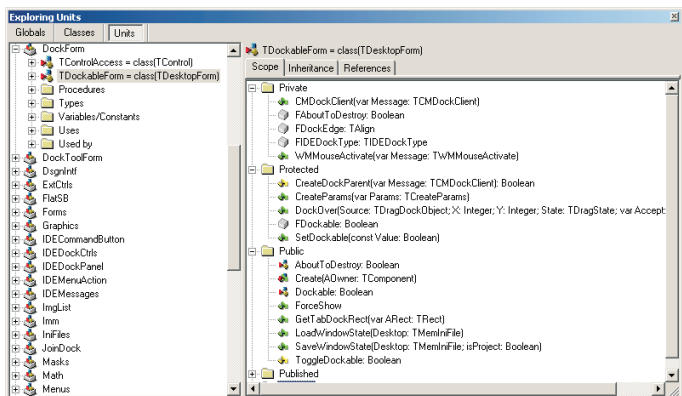 Exploring Units
Globals Classes Units
DockForm
TControlAccess = class(TControl)
TDockableForm = class(TDesktopForm)
Procedures
Types
Variables/Constants
Uses
Used by
DockToolForm
DsgnIntf
ExtCtrls
FlatSB
Forms
Graphics
IDECommandButton
IDEDockCtrls
IDEDockPanel
IDEMenuAction
IDEMessages
ImgList
Imm
IniFiles
JoinDock
Masks
Math
Menus
TDockableForm = class(TDesktopForm)
Scope Inheritance References
Private
CMDockClient(var Message: TCMDockClient)
FAboutToDestroy: Boolean
FDockEdge: TAlign
FIDEDockType: TIDEDockType
WMMouseActivate(var Message: TWMMouseActivate)
Protected
CreateDockParent(var Message: TCMDockClient): Boolean
CreateParams(var Params: TCreateParams)
DockOver(Source: TDragDockObject; X: Integer; Y: Integer; State: TDragState; var Accept:
FDockable: Boolean
SetDockable(const Value: Boolean)
Public
AboutToDestroy: Boolean
Create(AOwner: TComponent)
Dockable: Boolean
ForceShow
GetTabDockRect(var ARect: TRect)
LoadWindowState(Desktop: TMemIniFile)
SaveWindowState(Desktop: TMemIniFile; isProject: Boolean)
ToggleDockable: Boolean
Published